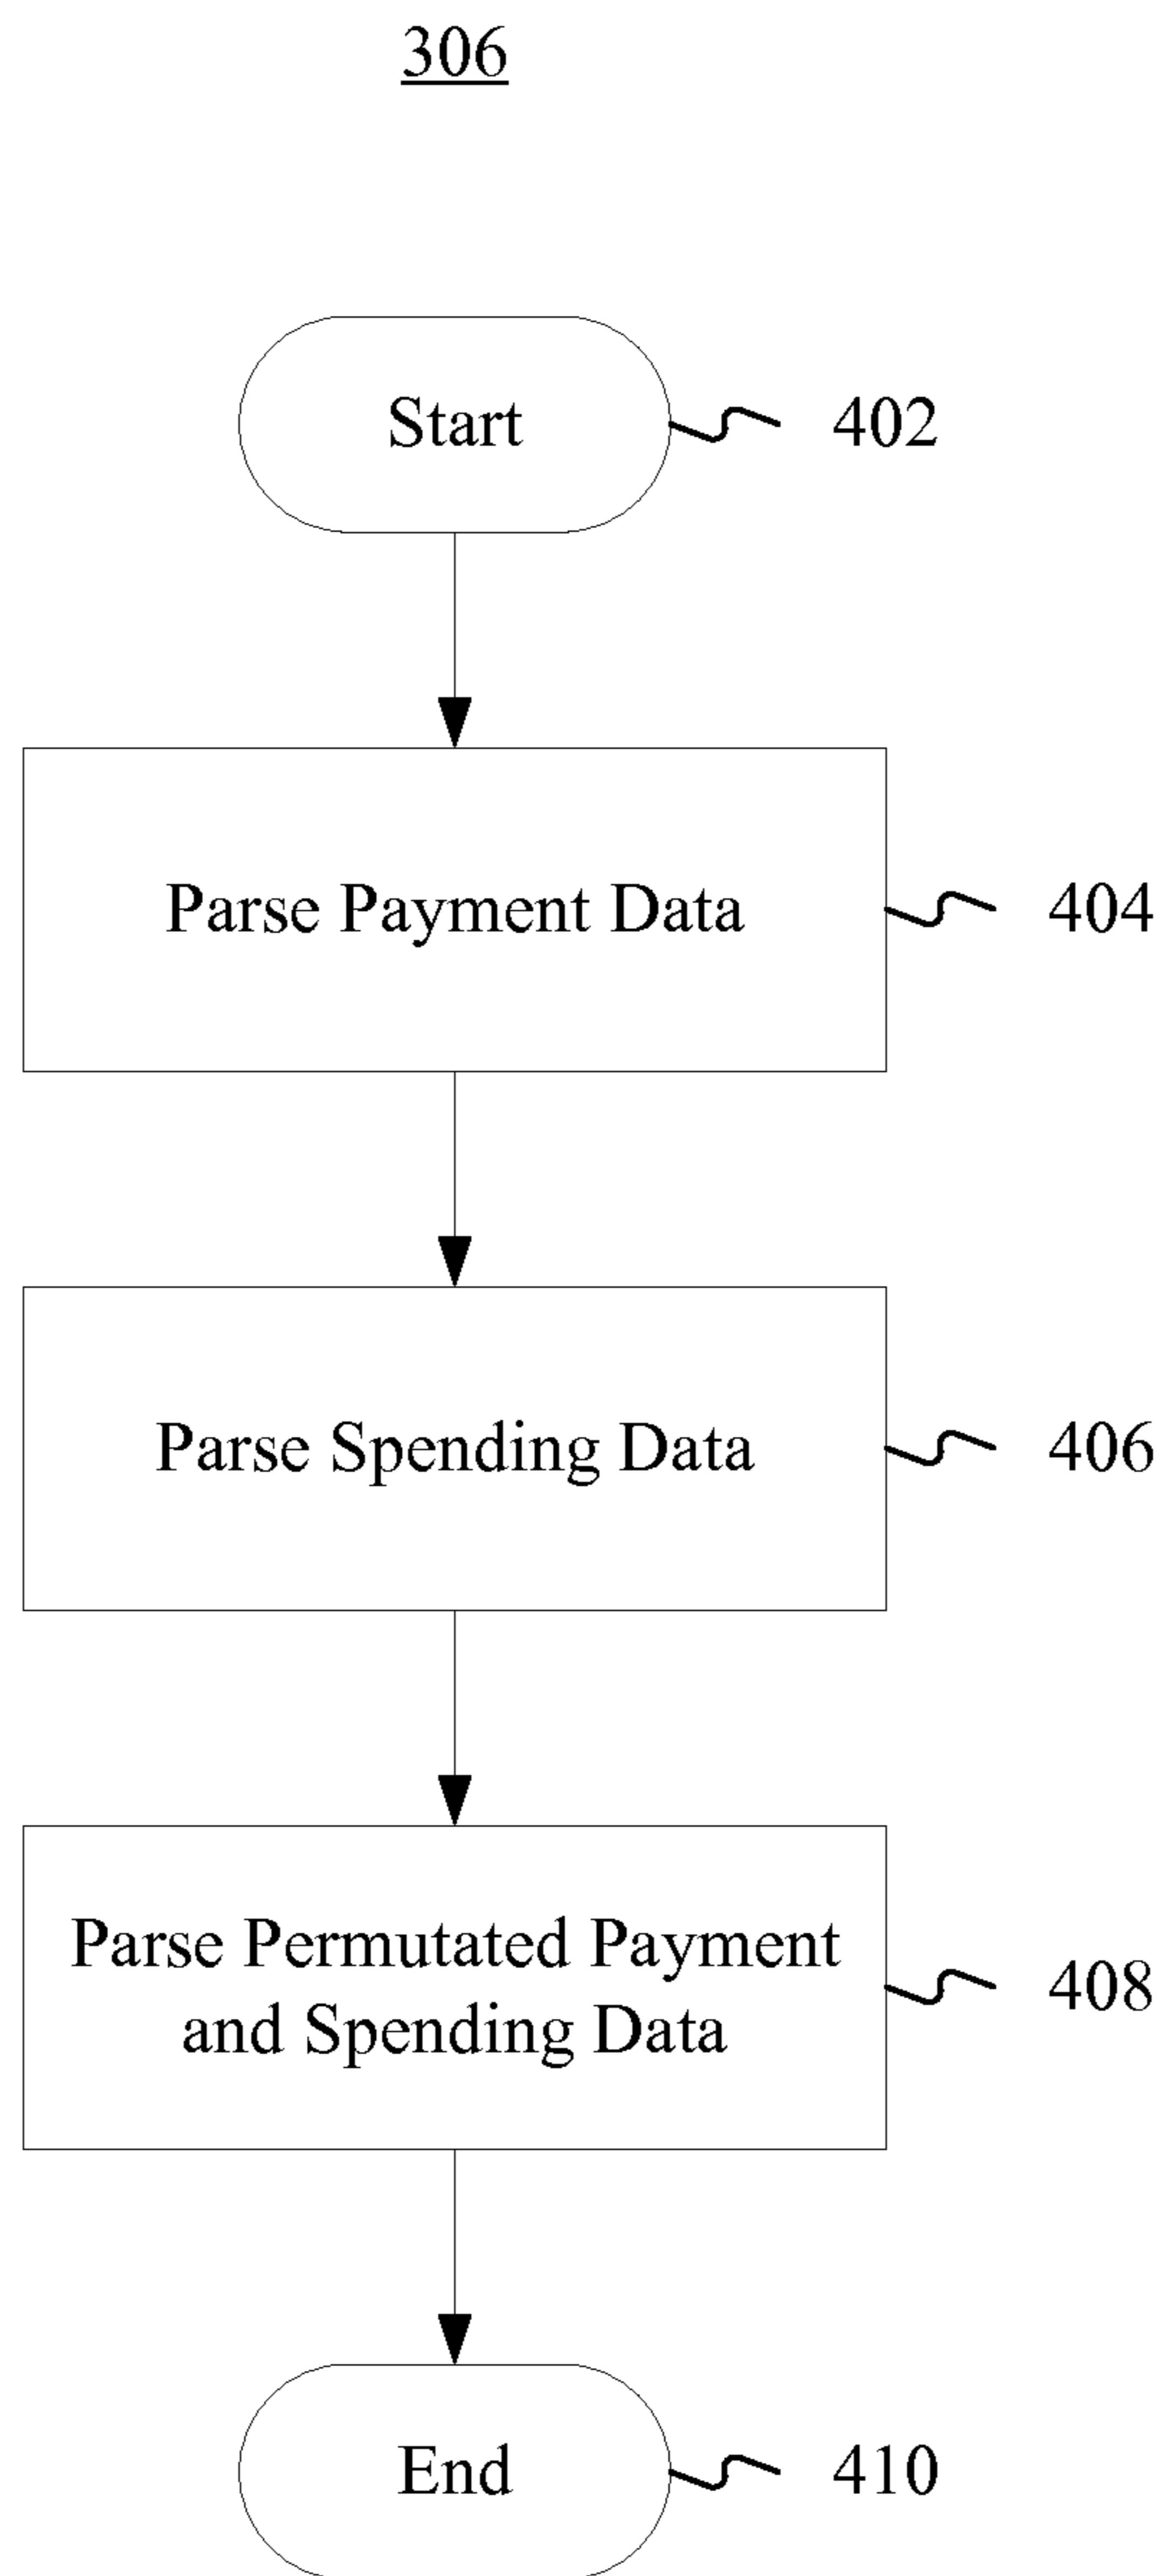 306
Start
402
Parse Payment Data
404
Parse Spending Data
406
Parse Permutated Payment
and Spending Data
408
End
410